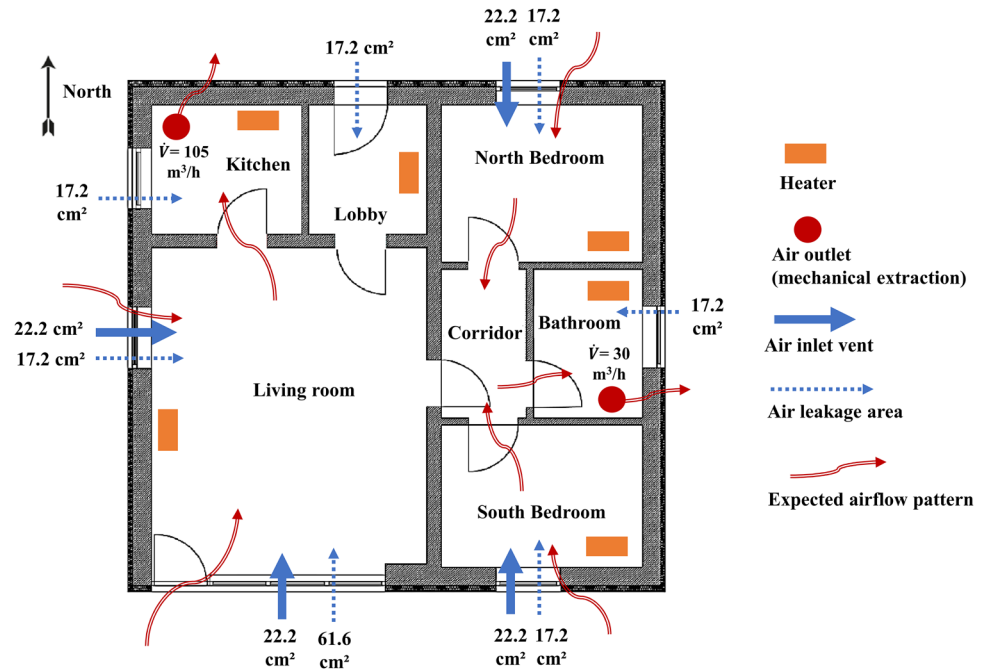 22.2
cm²
17.2
cm²
17.2 cm²
North
V̇= 105
m³/h
Kitchen
North Bedroom
Heater
17.2
cm²
Lobby
Air outlet
(mechanical extraction)
17.2
cm²
22.2 cm²
17.2 cm²
Corridor
Bathroom
V̇= 30
m³/h
Air inlet vent
Living room
Air leakage area
South Bedroom
Expected airflow pattern
22.2
cm²
61.6
cm²
22.2
cm²
17.2
cm²